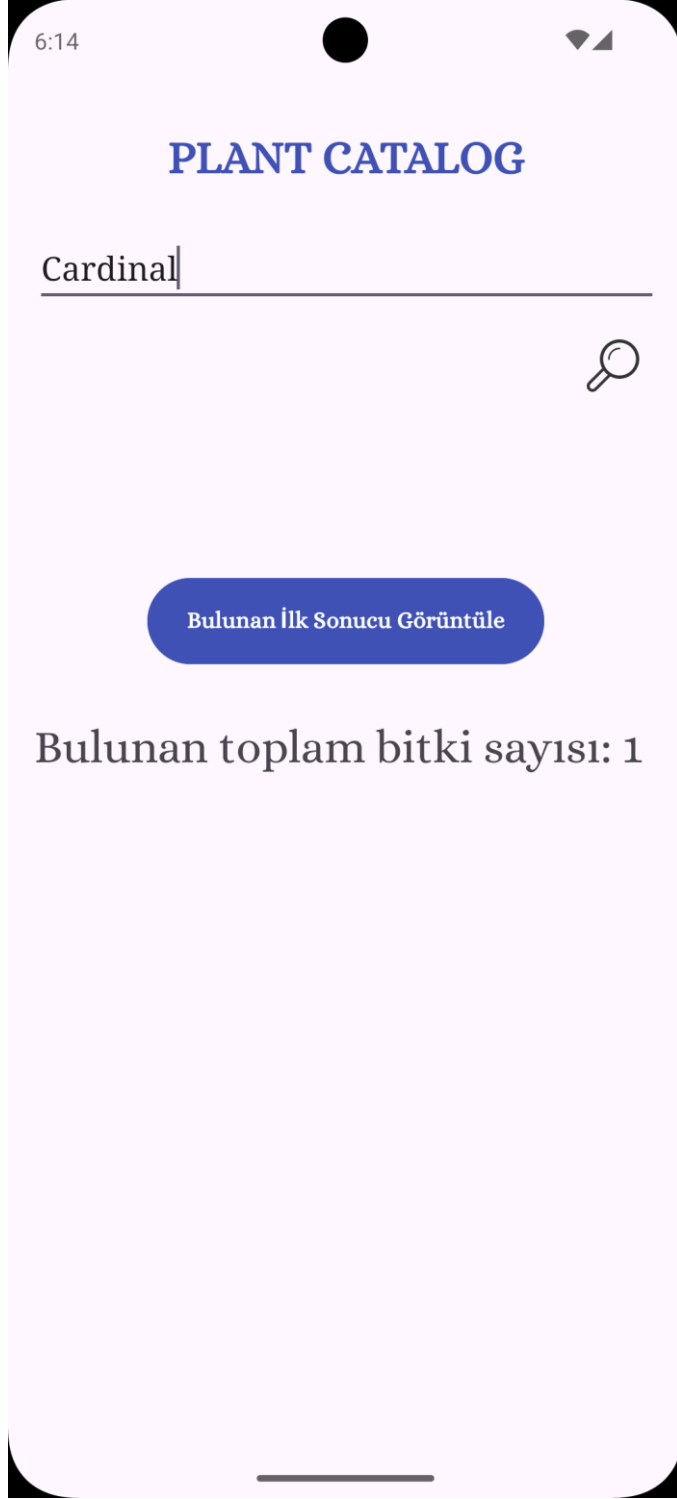 6:14
PLANT CATALOG
Cardinal
Bulunan İlk Sonucu Görüntüle
Bulunan toplam bitki sayısı: 1